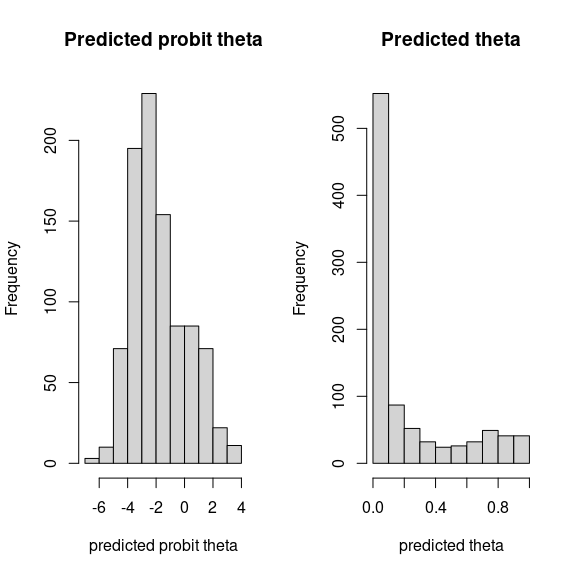 Predicted probit theta
Frequency
0
50
100
150
200
-6 -4 -2 0 2 4
predicted probit theta
Predicted theta
Frequency
0
100
200
300
400
500
0.0 0.4 0.8
predicted theta